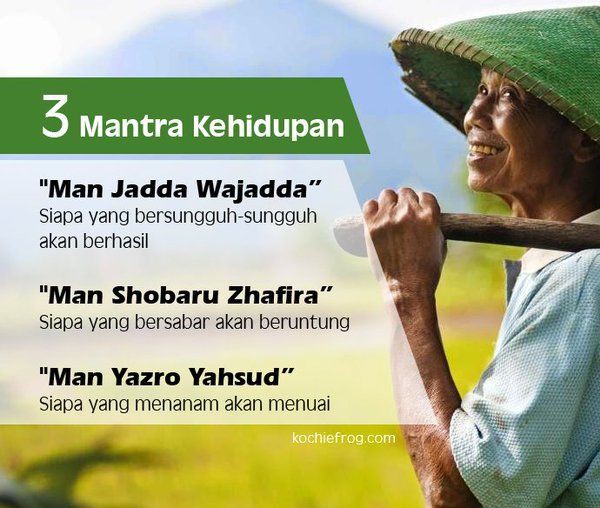 3 Mantra Kehidupan
"Man Jadda Wajadda”
Siapa yang bersungguh-sungguh
akan berhasil
"Man Shobaru Zhafira”
Siapa yang bersabar akan beruntung
"Man Yazro Yahsud”
Siapa yang menanam akan menuai
kochiefrog.com